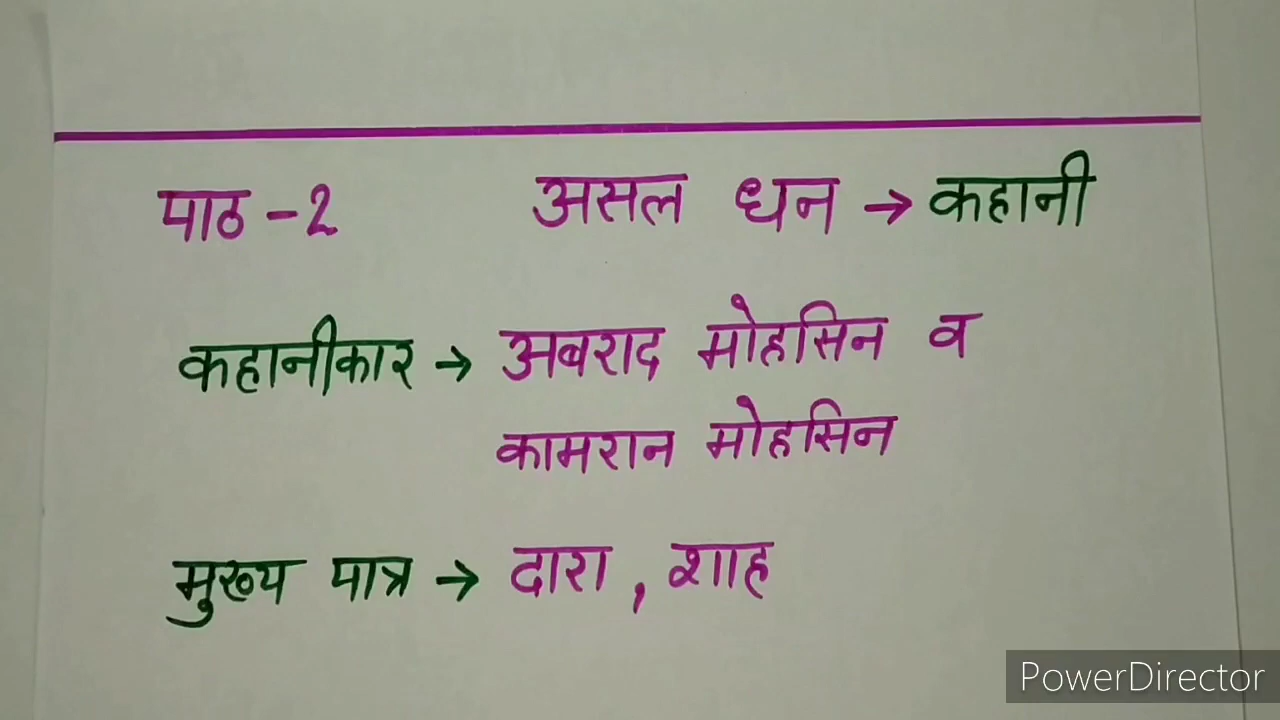 पाठ -2 असल धन → कहानी
कहानीकार → अबराद मोहसिन व
कामरान मोहसिन
मुख्य पात्र → दारा , शाह
PowerDirector